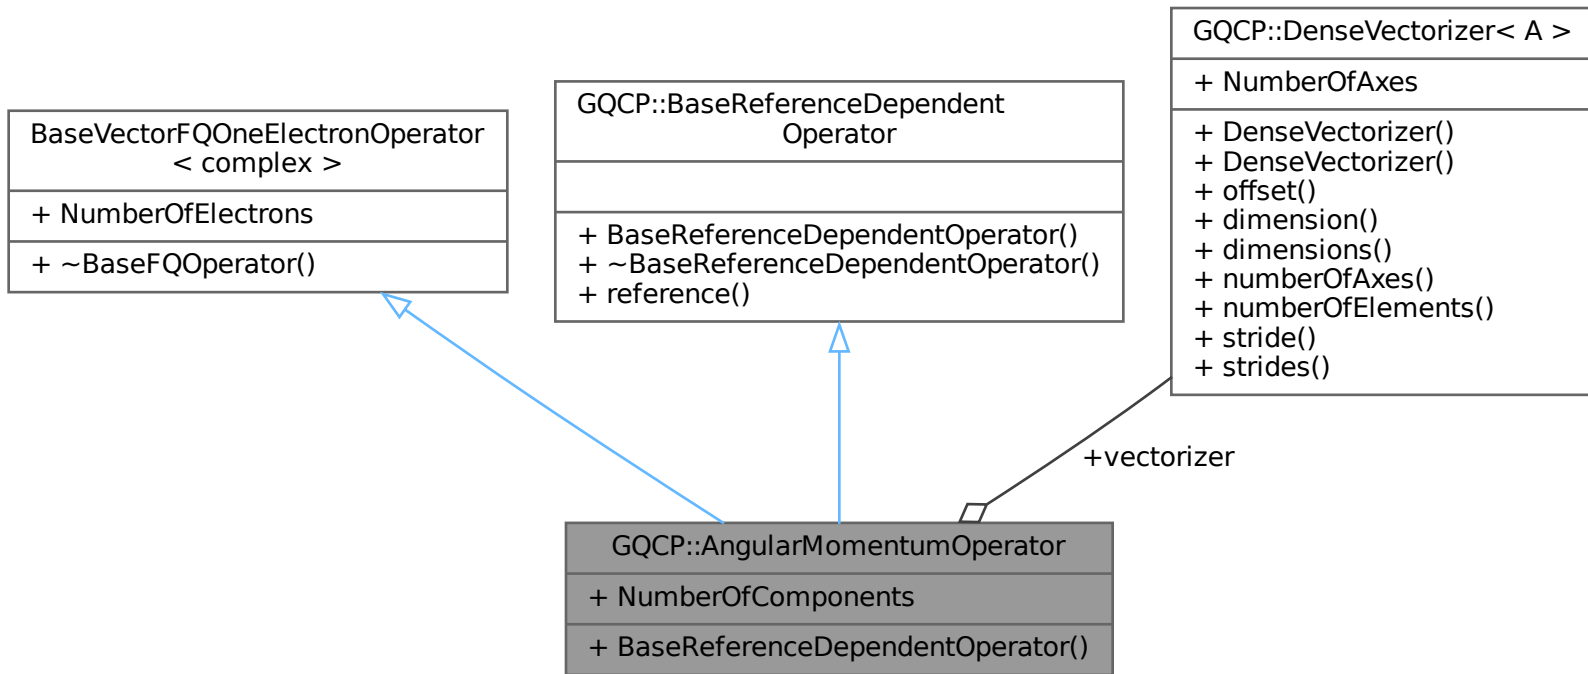 BaseVectorFQOneElectronOperator
< complex >
+ NumberOfElectrons
+ ~BaseFQOperator()
GQCP::BaseReferenceDependent
Operator
+ BaseReferenceDependentOperator()
+ ~BaseReferenceDependentOperator()
+ reference()
GQCP::DenseVectorizer< A >
+ NumberOfAxes
+ DenseVectorizer()
+ DenseVectorizer()
+ offset()
+ dimension()
+ dimensions()
+ numberOfAxes()
+ numberOfElements()
+ stride()
+ strides()
+vectorizer
GQCP::AngularMomentumOperator
+ NumberOfComponents
+ BaseReferenceDependentOperator()